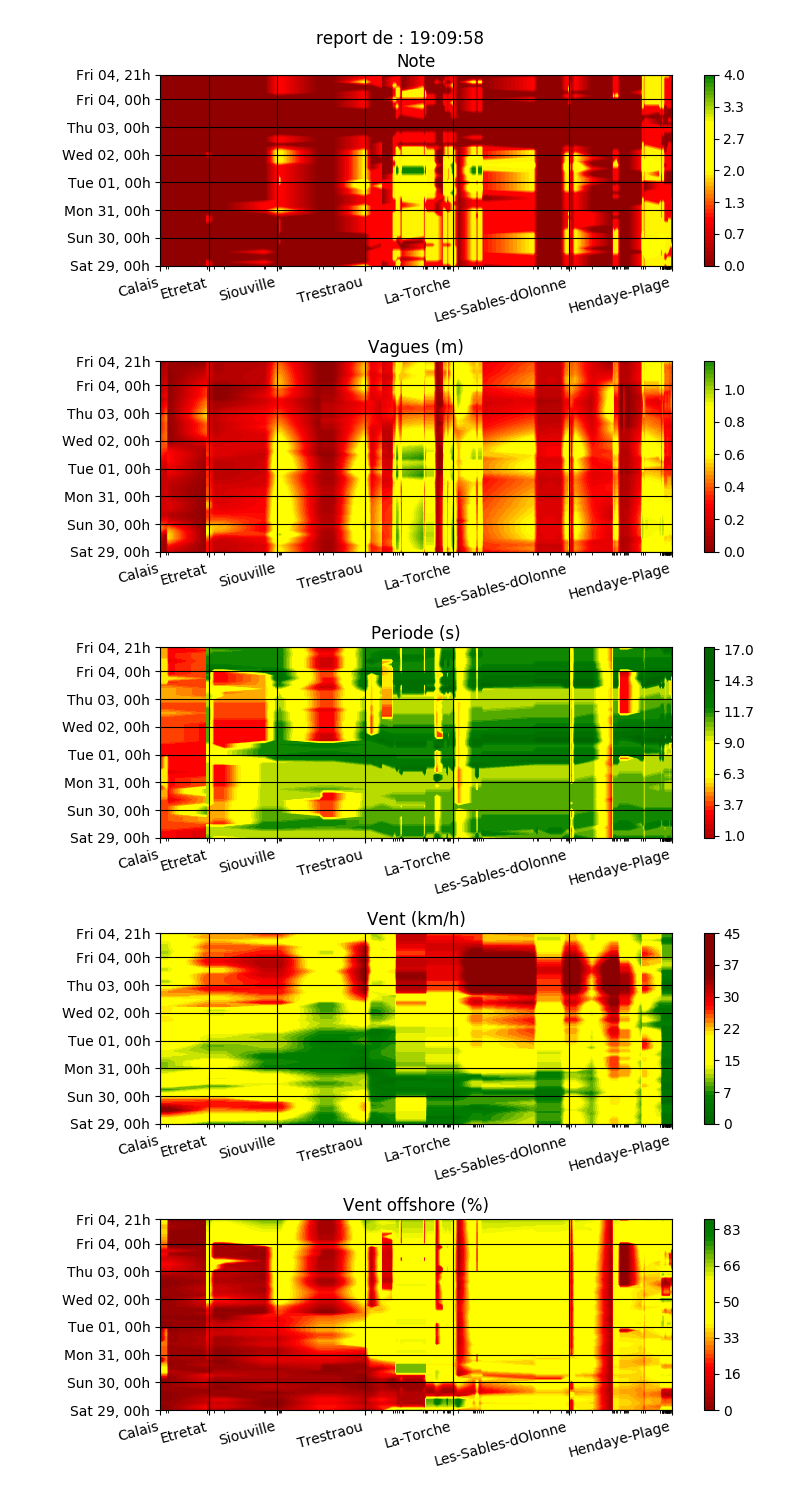 report de : 19:09:58
Note
Fri 04, 21h
Fri 04, 00h
Thu 03, 00h
Wed 02, 00h
Tue 01, 00h
Mon 31, 00h
Sun 30, 00h
Sat 29, 00h
4.0
3.3
2.7
2.0
1.3
0.7
0.0
Calais
Etretat
Siouville
Trestraou
La-Torche
Les-Sables-dOlonne
Hendaye-Plage
Vagues (m)
Fri 04, 21h
Fri 04, 00h
Thu 03, 00h
Wed 02, 00h
Tue 01, 00h
Mon 31, 00h
Sun 30, 00h
Sat 29, 00h
1.0
0.8
0.6
0.4
0.2
0.0
Calais
Etretat
Siouville
Trestraou
La-Torche
Les-Sables-dOlonne
Hendaye-Plage
Periode (s)
Fri 04, 21h
Fri 04, 00h
Thu 03, 00h
Wed 02, 00h
Tue 01, 00h
Mon 31, 00h
Sun 30, 00h
Sat 29, 00h
17.0
14.3
11.7
9.0
6.3
3.7
1.0
Calais
Etretat
Siouville
Trestraou
La-Torche
Les-Sables-dOlonne
Hendaye-Plage
Vent (km/h)
Fri 04, 21h
Fri 04, 00h
Thu 03, 00h
Wed 02, 00h
Tue 01, 00h
Mon 31, 00h
Sun 30, 00h
Sat 29, 00h
45
37
30
22
15
7
0
Calais
Etretat
Siouville
Trestraou
La-Torche
Les-Sables-dOlonne
Hendaye-Plage
Vent offshore (%)
Fri 04, 21h
Fri 04, 00h
Thu 03, 00h
Wed 02, 00h
Tue 01, 00h
Mon 31, 00h
Sun 30, 00h
Sat 29, 00h
83
66
50
33
16
0
Calais
Etretat
Siouville
Trestraou
La-Torche
Les-Sables-dOlonne
Hendaye-Plage